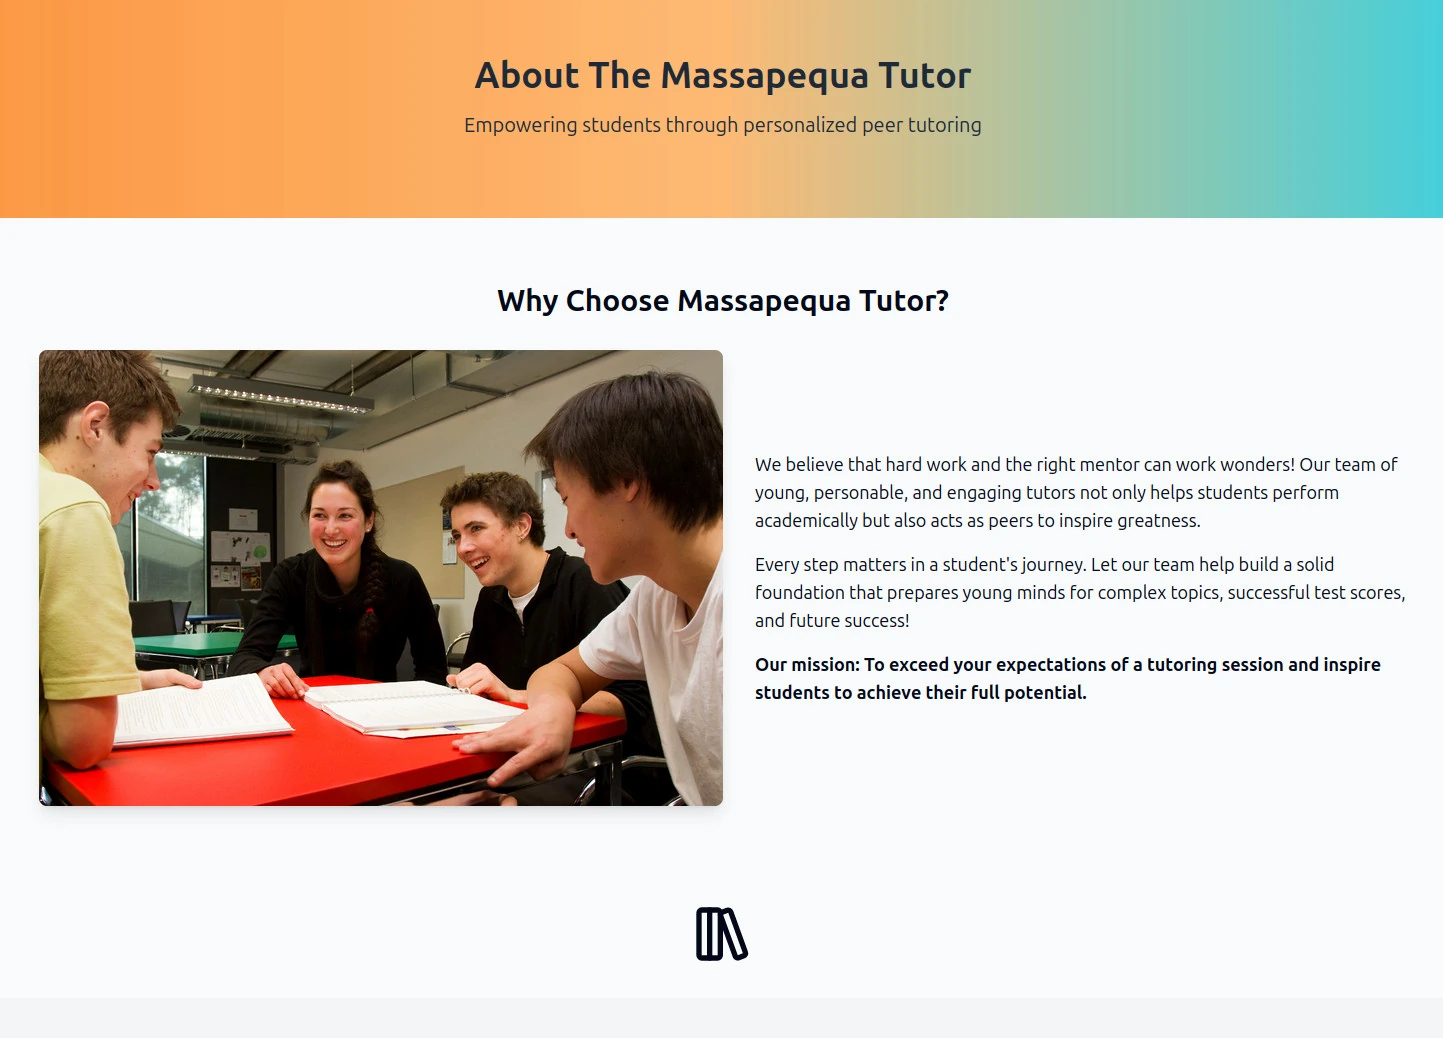 About The Massapequa Tutor
Empowering students through personalized peer tutoring
Why Choose Massapequa Tutor?
We believe that hard work and the right mentor can work wonders! Our team of
young, personable, and engaging tutors not only helps students perform
academically but also acts as peers to inspire greatness.
Every step matters in a student's journey. Let our team help build a solid
foundation that prepares young minds for complex topics, successful test scores,
and future success!
Our mission: To exceed your expectations of a tutoring session and inspire
students to achieve their full potential.